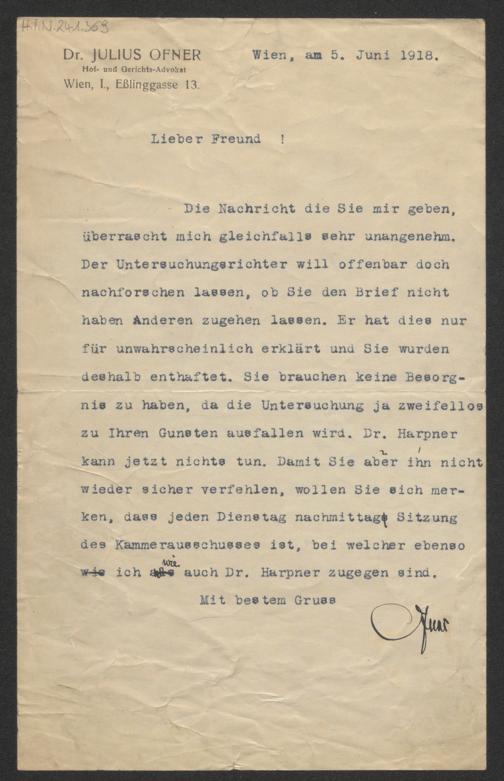 H.I.N. 241.369
Dr. JULIUS OFNER
Hof- und Gerichts-Advokat
Wien, I., Eßlinggasse 13.
Wien, am 5. Juni 1918.
Lieber Freund !
Die Nachricht die Sie mir geben,
überrascht mich gleichfalls sehr unangenehm.
Der Untersuchungsrichter will offenbar doch
nachforschen lassen, ob Sie den Brief nicht
haben Anderen zugehen lassen. Er hat dies nur
für unwahrscheinlich erklärt und Sie wurden
deshalb enthaftet. Sie brauchen keine Besorg-
nis zu haben, da die Untersuchung ja zweifellos
zu Ihren Gunsten ausfallen wird. Dr. Harpner
kann jetzt nichts tun. Damit Sie aber ihn nicht
wieder sicher verfehlen, wollen Sie sich mer-
ken, dass jeden Dienstag nachmittags Sitzung
des Kammerausschusses ist, bei welcher ebenso
wie ich als wie auch Dr. Harpner zugegen sind.
Mit bestem Gruss
Ofner